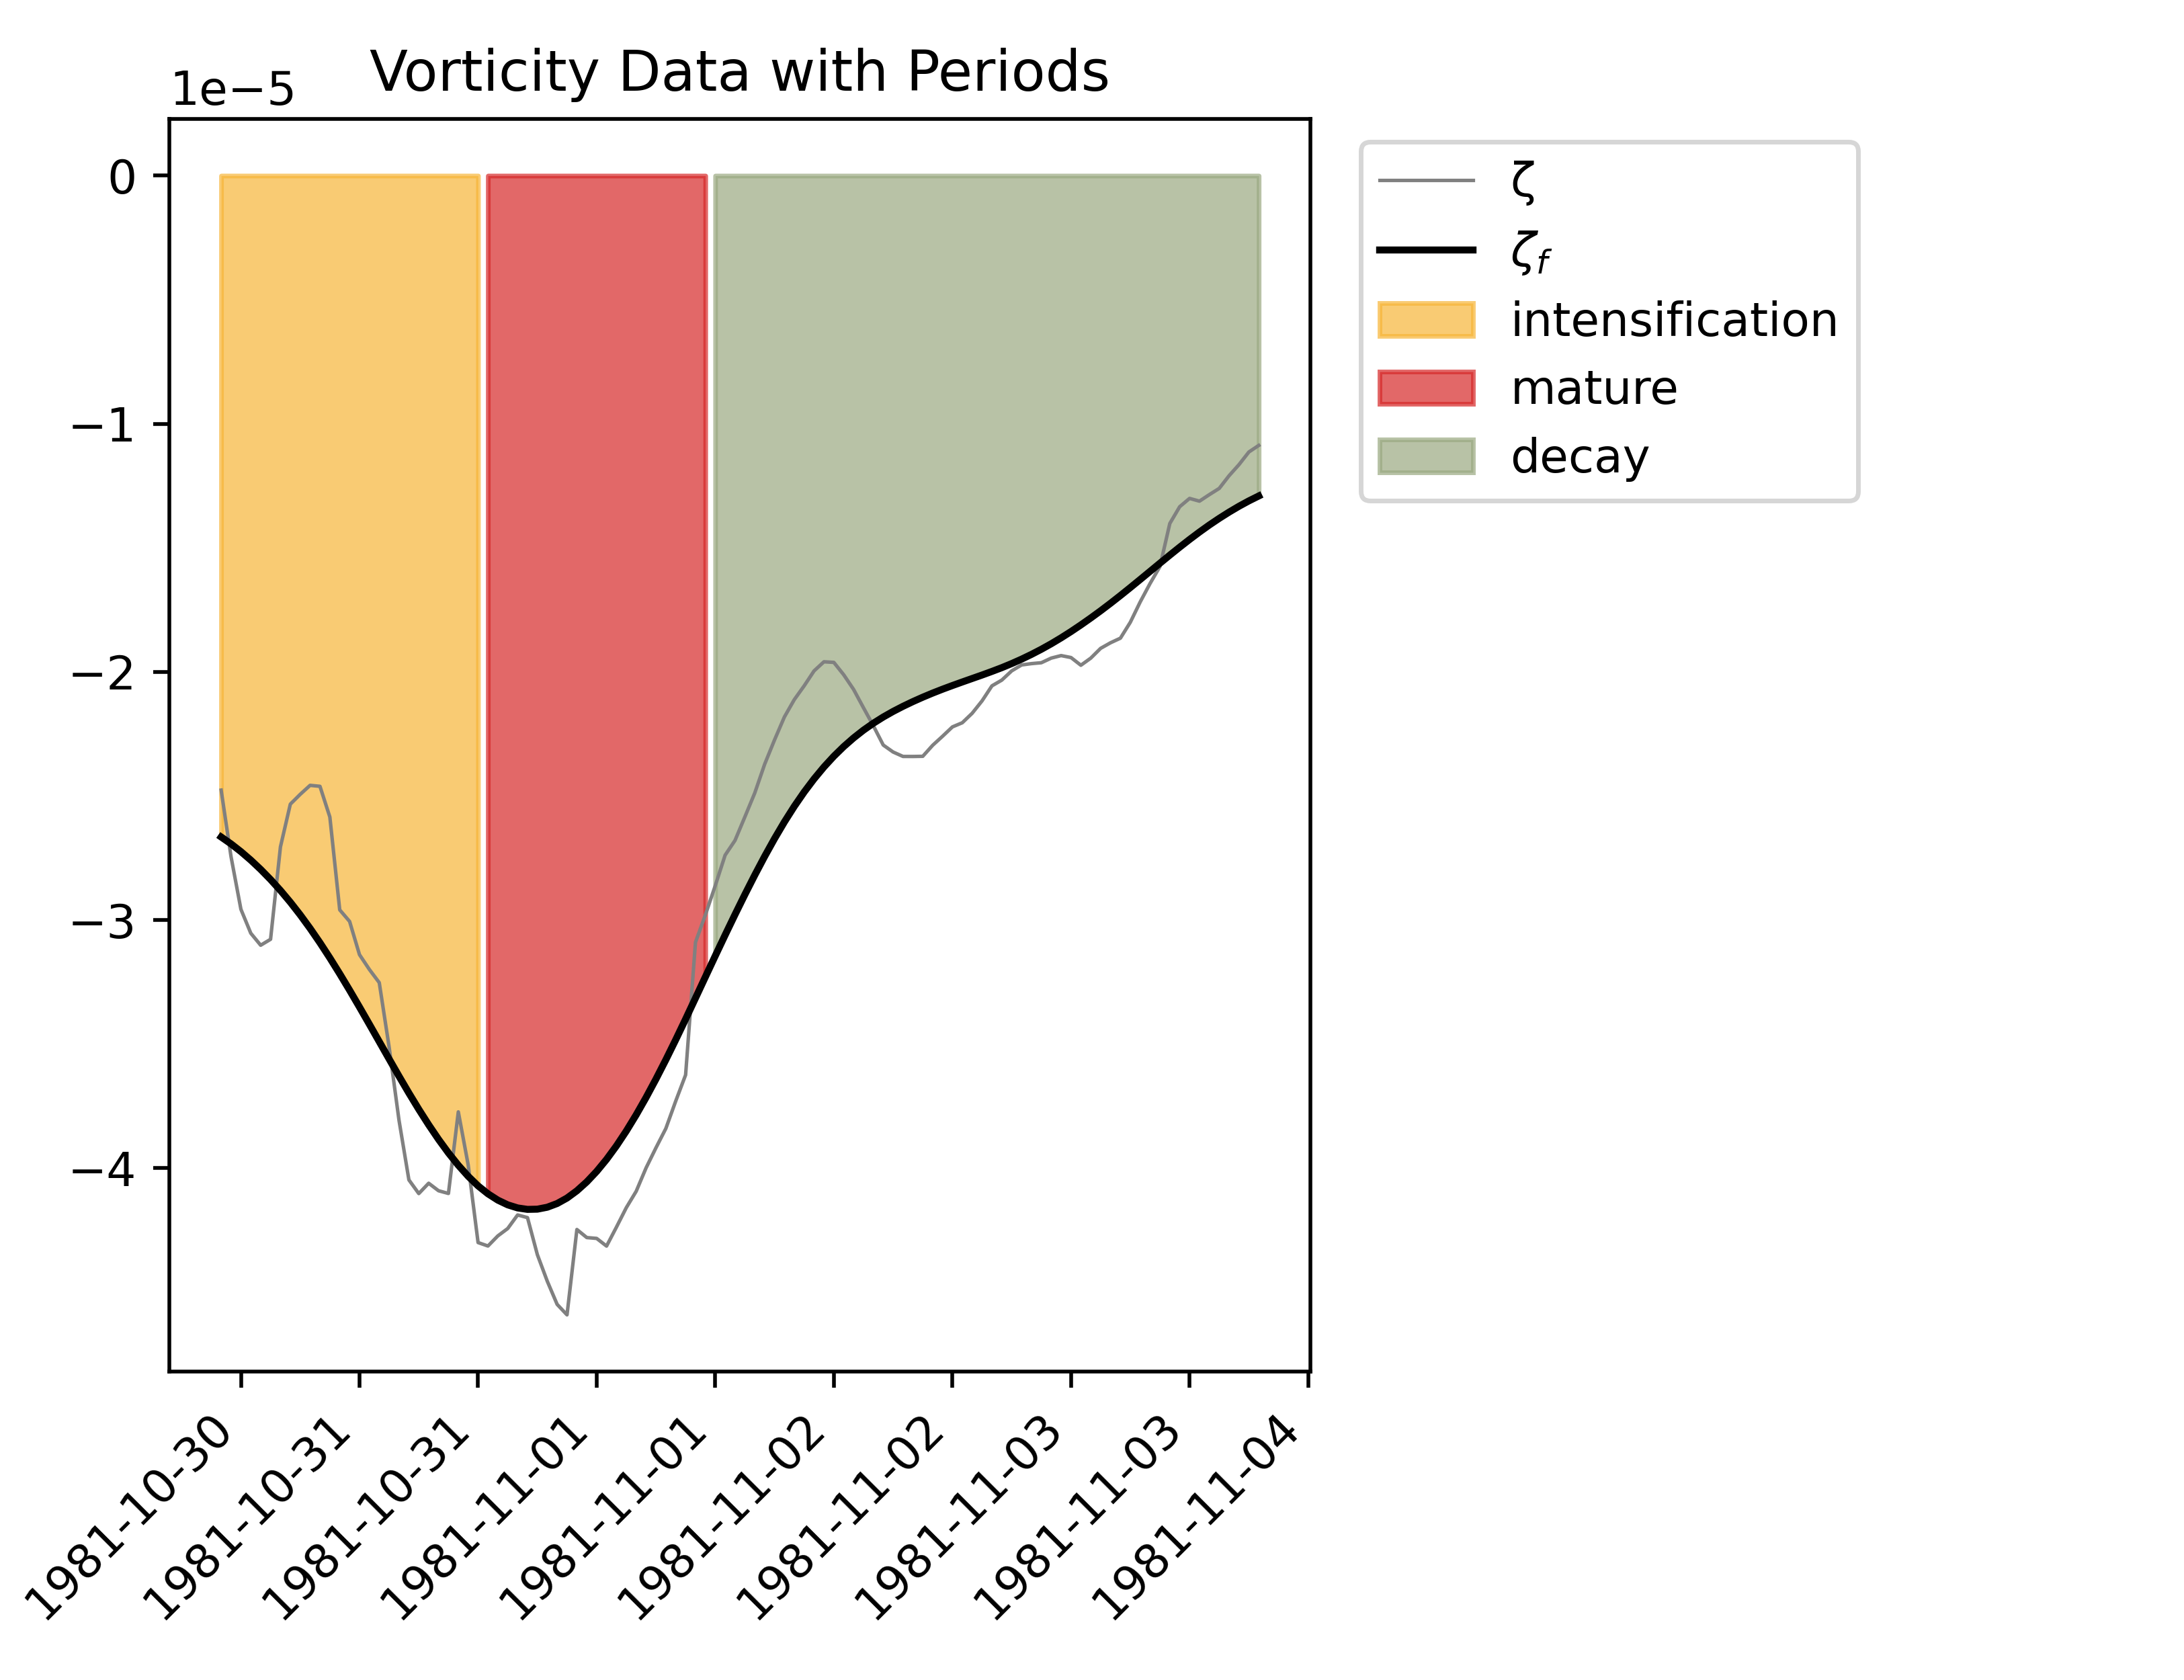 Vorticity Data with Periods
1e−5
0
−1
−2
−3
−4
1981-10-30
1981-10-31
1981-10-31
1981-11-01
1981-11-01
1981-11-02
1981-11-02
1981-11-03
1981-11-03
1981-11-04
ζ
ζf
intensification
mature
decay